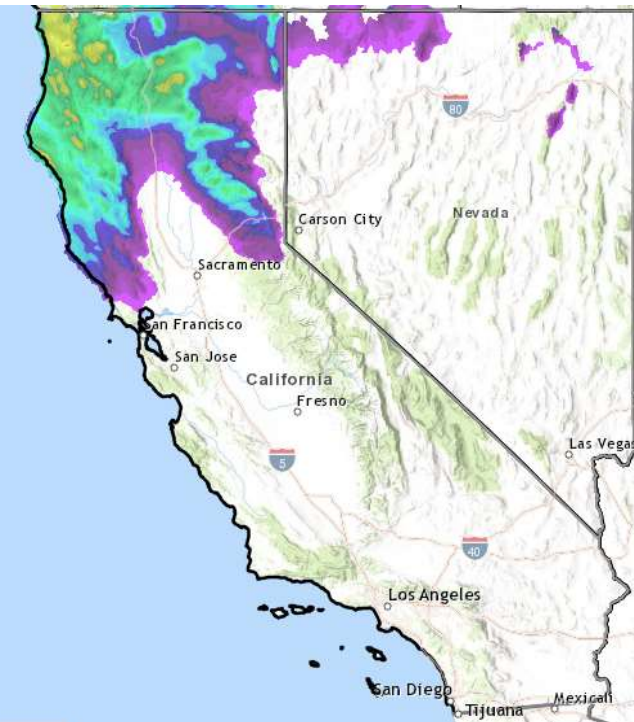 80
Carson City
Nevada
Sacramento
San Francisco
San Jose
California
Fresno
5
Las Vegas
40
Los Angeles
San Diego
Tijuana
Mexicali